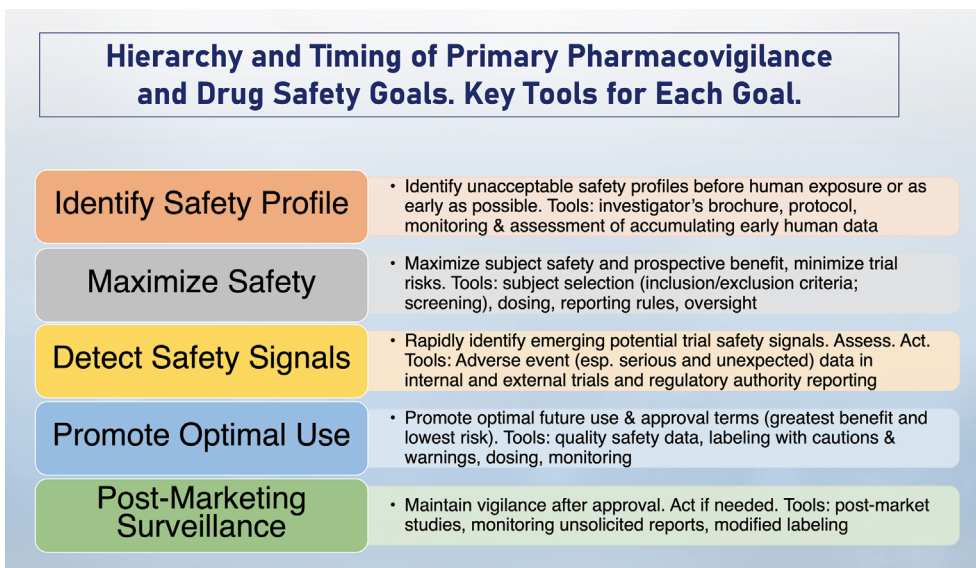 Hierarchy and Timing of Primary Pharmacovigilance
and Drug Safety Goals. Key Tools for Each Goal.
Identify Safety Profile
• Identify unacceptable safety profiles before human exposure or as
early as possible. Tools: investigator's brochure, protocol,
monitoring & assessment of accumulating early human data
Maximize Safety
• Maximize subject safety and prospective benefit, minimize trial
risks. Tools: subject selection (inclusion/exclusion criteria;
screening), dosing, reporting rules, oversight
Detect Safety Signals
• Rapidly identify emerging potential trial safety signals. Assess. Act.
Tools: Adverse event (esp. serious and unexpected) data in
internal and external trials and regulatory authority reporting
Promote Optimal Use
• Promote optimal future use & approval terms (greatest benefit and
lowest risk). Tools: quality safety data, labeling with cautions &
warnings, dosing, monitoring
Post-Marketing
Surveillance
• Maintain vigilance after approval. Act if needed. Tools: post-market
studies, monitoring unsolicited reports, modified labeling